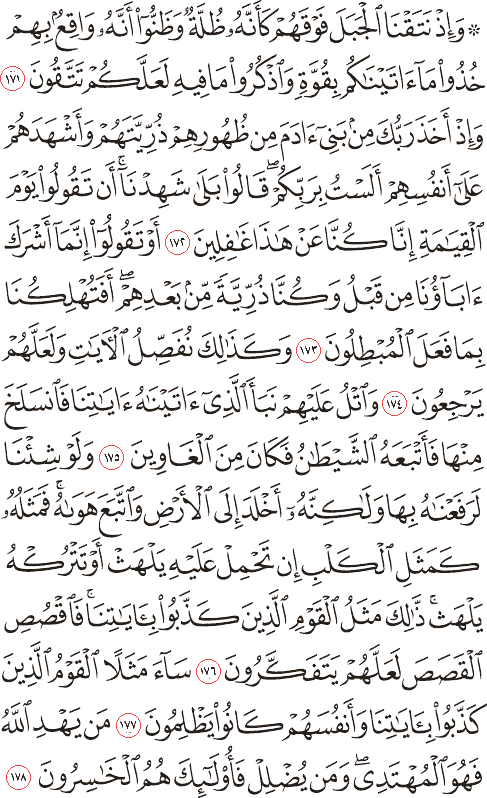 ۞ وَإِذۡ نَتَقۡنَا ٱلۡجَبَلَ فَوۡقَهُمۡ كَأَنَّهُۥ ظُلَّةٞ وَظَنُّوٓاْ أَنَّهُۥ وَاقِعُۢ بِهِمۡ
خُذُواْ مَآ ءَاتَيۡنَٰكُم بِقُوَّةٖ وَٱذۡكُرُواْ مَا فِيهِ لَعَلَّكُمۡ تَتَّقُونَ ١٧١
وَإِذۡ أَخَذَ رَبُّكَ مِنۢ بَنِيٓ ءَادَمَ مِن ظُهُورِهِمۡ ذُرِّيَّتَهُمۡ وَأَشۡهَدَهُمۡ
عَلَىٰٓ أَنفُسِهِمۡ أَلَسۡتُ بِرَبِّكُمۡۖ قَالُواْ بَلَىٰ شَهِدۡنَآۚ أَن تَقُولُواْ يَوۡمَ
ٱلۡقِيَٰمَةِ إِنَّا كُنَّا عَنۡ هَٰذَا غَٰفِلِينَ ١٧٢ أَوۡ تَقُولُوٓاْ إِنَّمَآ أَشۡرَكَ
ءَابَآؤُنَا مِن قَبۡلُ وَكُنَّا ذُرِّيَّةٗ مِّنۢ بَعۡدِهِمۡۖ أَفَتُهۡلِكُنَا
بِمَا فَعَلَ ٱلۡمُبۡطِلُونَ ١٧٣ وَكَذَٰلِكَ نُفَصِّلُ ٱلۡأٓيَٰتِ وَلَعَلَّهُمۡ
يَرۡجِعُونَ ١٧٤ وَٱتۡلُ عَلَيۡهِمۡ نَبَأَ ٱلَّذِيٓ ءَاتَيۡنَٰهُ ءَايَٰتِنَا فَٱنسَلَخَ
مِنۡهَا فَأَتۡبَعَهُ ٱلشَّيۡطَٰنُ فَكَانَ مِنَ ٱلۡغَاوِينَ ١٧٥ وَلَوۡ شِئۡنَا
لَرَفَعۡنَٰهُ بِهَا وَلَٰكِنَّهُۥٓ أَخۡلَدَ إِلَى ٱلۡأَرۡضِ وَٱتَّبَعَ هَوَىٰهُۚ فَمَثَلُهُۥ
كَمَثَلِ ٱلۡكَلۡبِ إِن تَحۡمِلۡ عَلَيۡهِ يَلۡهَثۡ أَوۡ تَتۡرُكۡهُ
يَلۡهَثۚ ذَّٰلِكَ مَثَلُ ٱلۡقَوۡمِ ٱلَّذِينَ كَذَّبُواْ بِـَٔايَٰتِنَاۚ فَٱقۡصُصِ
ٱلۡقَصَصَ لَعَلَّهُمۡ يَتَفَكَّرُونَ ١٧٦ سَآءَ مَثَلًا ٱلۡقَوۡمُ ٱلَّذِينَ
كَذَّبُواْ بِـَٔايَٰتِنَا وَأَنفُسَهُمۡ كَانُواْ يَظۡلِمُونَ ١٧٧ مَن يَهۡدِ ٱللَّهُ
فَهُوَ ٱلۡمُهۡتَدِيۖ وَمَن يُضۡلِلۡ فَأُوْلَٰٓئِكَ هُمُ ٱلۡخَٰسِرُونَ ١٧٨